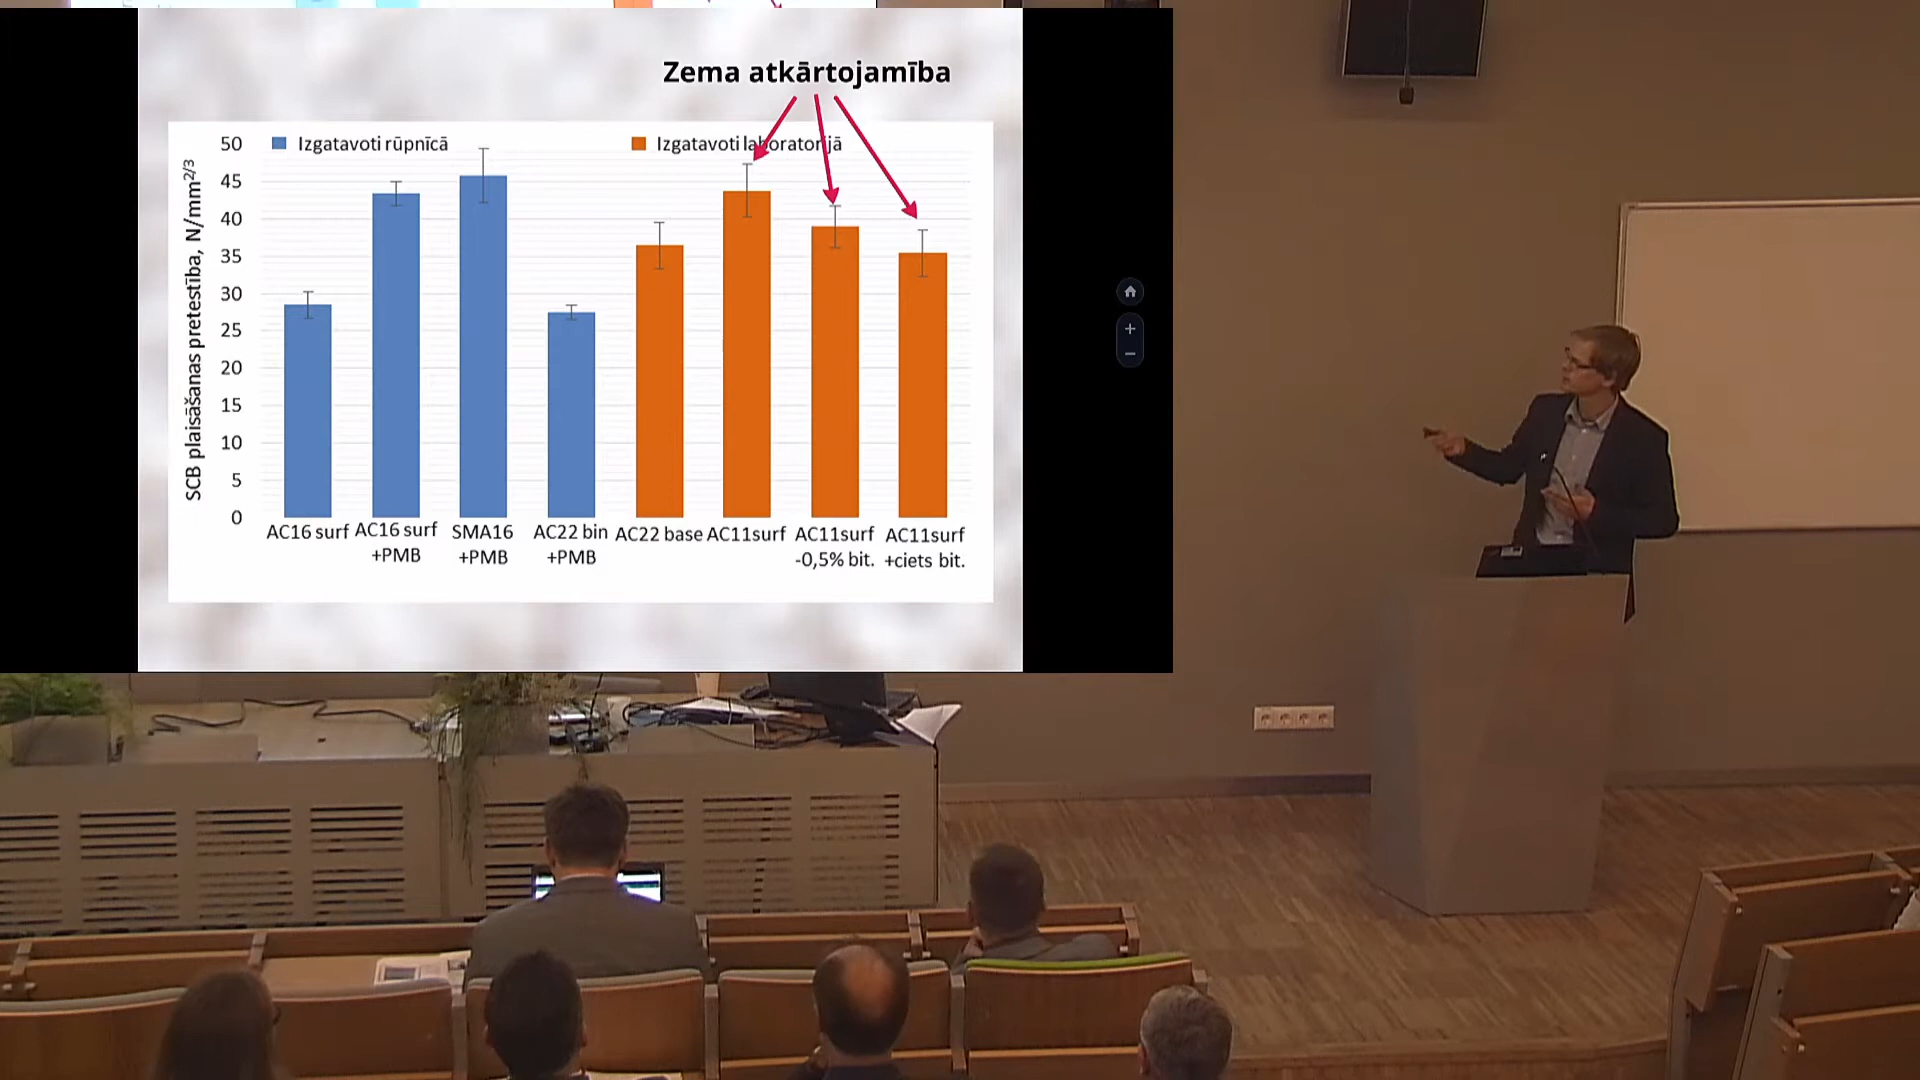 Zema atkārtojamība
Izgatavoti rūpnīcā
Izgatavoti laboratorijā
SCB plaisāšanas pretestība, N/mm^2/3
50
45
40
35
30
25
20
15
10
5
0
AC16 surf
AC16 surf
+PMB
SMA16
+PMB
AC22 bin
+PMB
AC22 base
AC11surf
AC11surf
-0,5% bit.
AC11surf
+ciets bit.
+
−